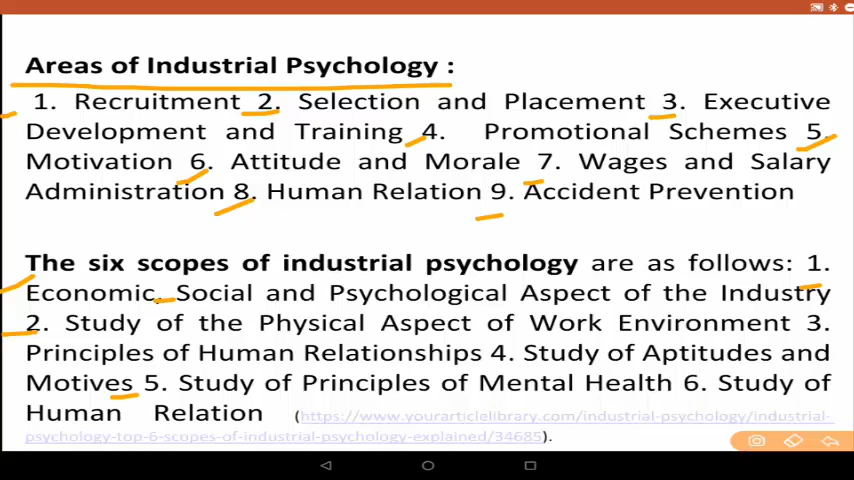 Areas of Industrial Psychology :
1. Recruitment 2. Selection and Placement 3. Executive
Development and Training 4. Promotional Schemes 5.
Motivation 6. Attitude and Morale 7. Wages and Salary
Administration 8. Human Relation 9. Accident Prevention
The six scopes of industrial psychology are as follows: 1.
Economic, Social and Psychological Aspect of the Industry
2. Study of the Physical Aspect of Work Environment 3.
Principles of Human Relationships 4. Study of Aptitudes and
Motives 5. Study of Principles of Mental Health 6. Study of
Human Relation (https://www.yourarticlelibrary.com/industrial-psychology/industrial-
psychology-top-6-scopes-of-industrial-psychology-explained/34685).